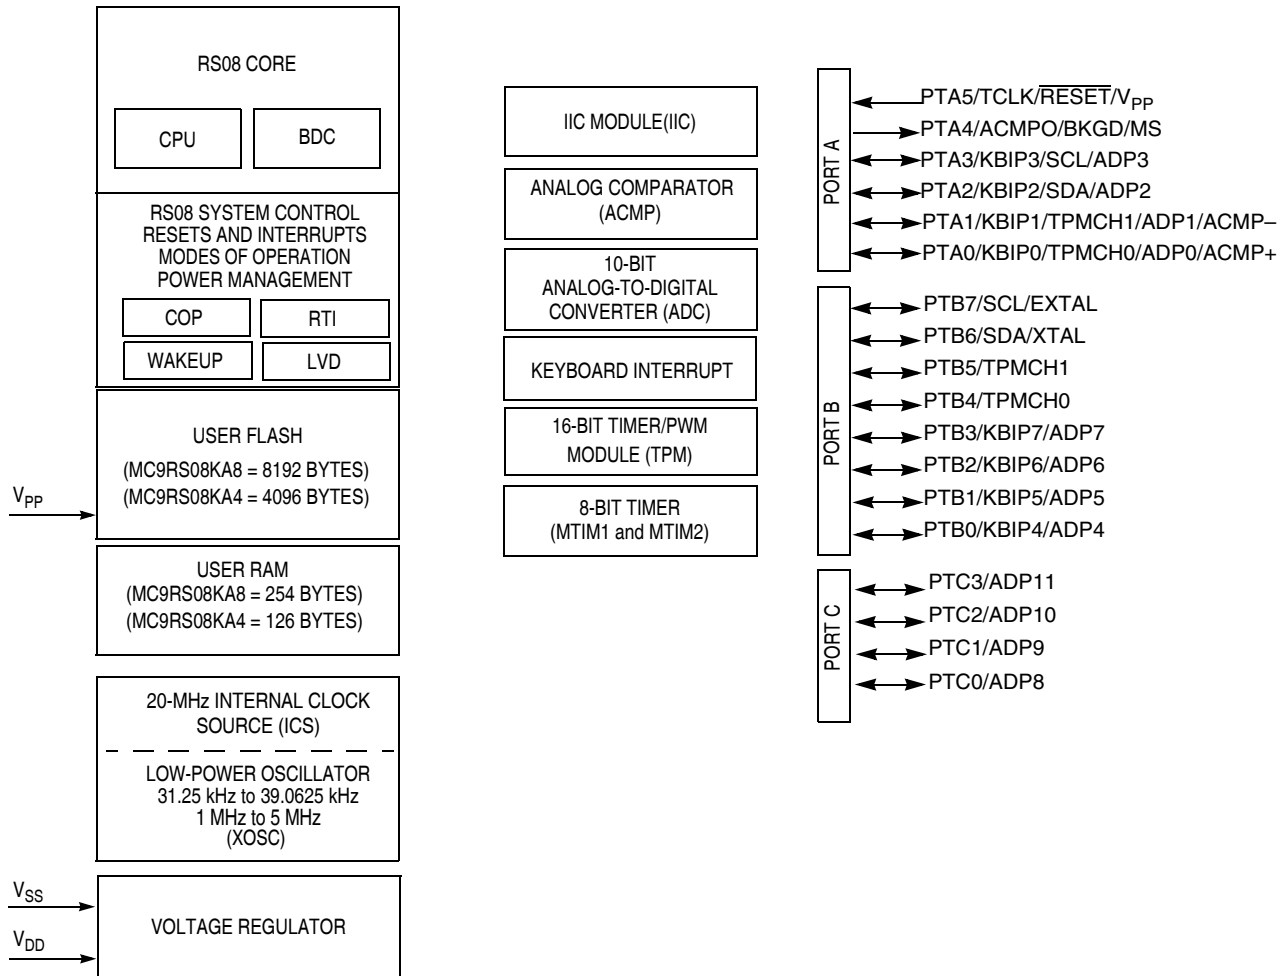 RS08 CORE
CPU
BDC
RS08 SYSTEM CONTROL
RESETS AND INTERRUPTS
MODES OF OPERATION
POWER MANAGEMENT
COP
RTI
WAKEUP
LVD
USER FLASH
(MC9RS08KA8 = 8192 BYTES)
(MC9RS08KA4 = 4096 BYTES)
VPP
USER RAM
(MC9RS08KA8 = 254 BYTES)
(MC9RS08KA4 = 126 BYTES)
20-MHz INTERNAL CLOCK
SOURCE (ICS)
LOW-POWER OSCILLATOR
31.25 kHz to 39.0625 kHz
1 MHz to 5 MHz
(XOSC)
VSS
VDD
VOLTAGE REGULATOR
IIC MODULE(IIC)
ANALOG COMPARATOR
(ACMP)
10-BIT
ANALOG-TO-DIGITAL
CONVERTER (ADC)
KEYBOARD INTERRUPT
16-BIT TIMER/PWM
MODULE (TPM)
8-BIT TIMER
(MTIM1 and MTIM2)
PORT A
PTA5/TCLK/RESET/VPP
PTA4/ACMPO/BKGD/MS
PTA3/KBIP3/SCL/ADP3
PTA2/KBIP2/SDA/ADP2
PTA1/KBIP1/TPMCH1/ADP1/ACMP–
PTA0/KBIP0/TPMCH0/ADP0/ACMP+
PORT B
PTB7/SCL/EXTAL
PTB6/SDA/XTAL
PTB5/TPMCH1
PTB4/TPMCH0
PTB3/KBIP7/ADP7
PTB2/KBIP6/ADP6
PTB1/KBIP5/ADP5
PTB0/KBIP4/ADP4
PORT C
PTC3/ADP11
PTC2/ADP10
PTC1/ADP9
PTC0/ADP8